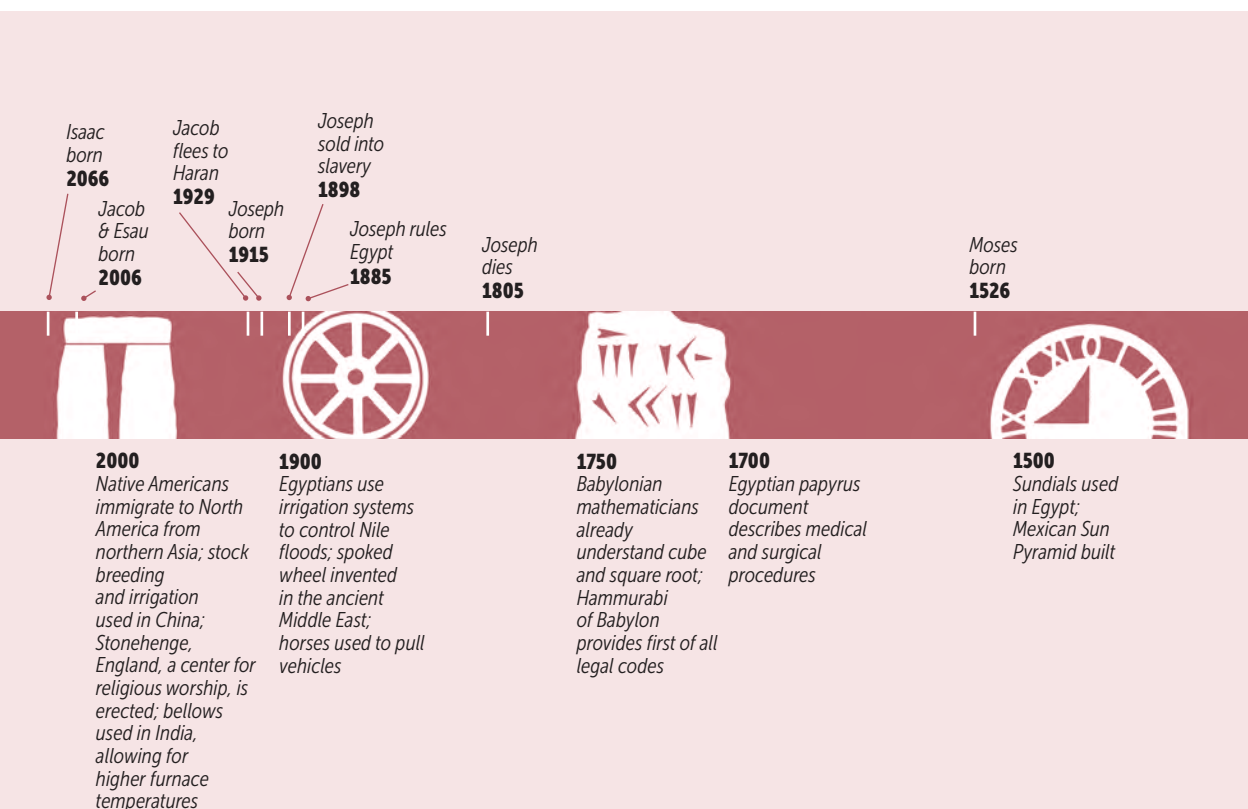 Isaac
born
2066
Jacob
& Esau
born
2006
Jacob
flees to
Haran
1929
Joseph
born
1915
Joseph
sold into
slavery
1898
Joseph rules
Egypt
1885
Joseph
dies
1805
Moses
born
1526
2000
Native Americans
immigrate to North
America from
northern Asia; stock
breeding
and irrigation
used in China;
Stonehenge,
England, a center for
religious worship, is
erected; bellows
used in India,
allowing for
higher furnace
temperatures
1900
Egyptians use
irrigation systems
to control Nile
floods; spoked
wheel invented
in the ancient
Middle East;
horses used to pull
vehicles
1750
Babylonian
mathematicians
already
understand cube
and square root;
Hammurabi
of Babylon
provides first of all
legal codes
1700
Egyptian papyrus
document
describes medical
and surgical
procedures
1500
Sundials used
in Egypt;
Mexican Sun
Pyramid built